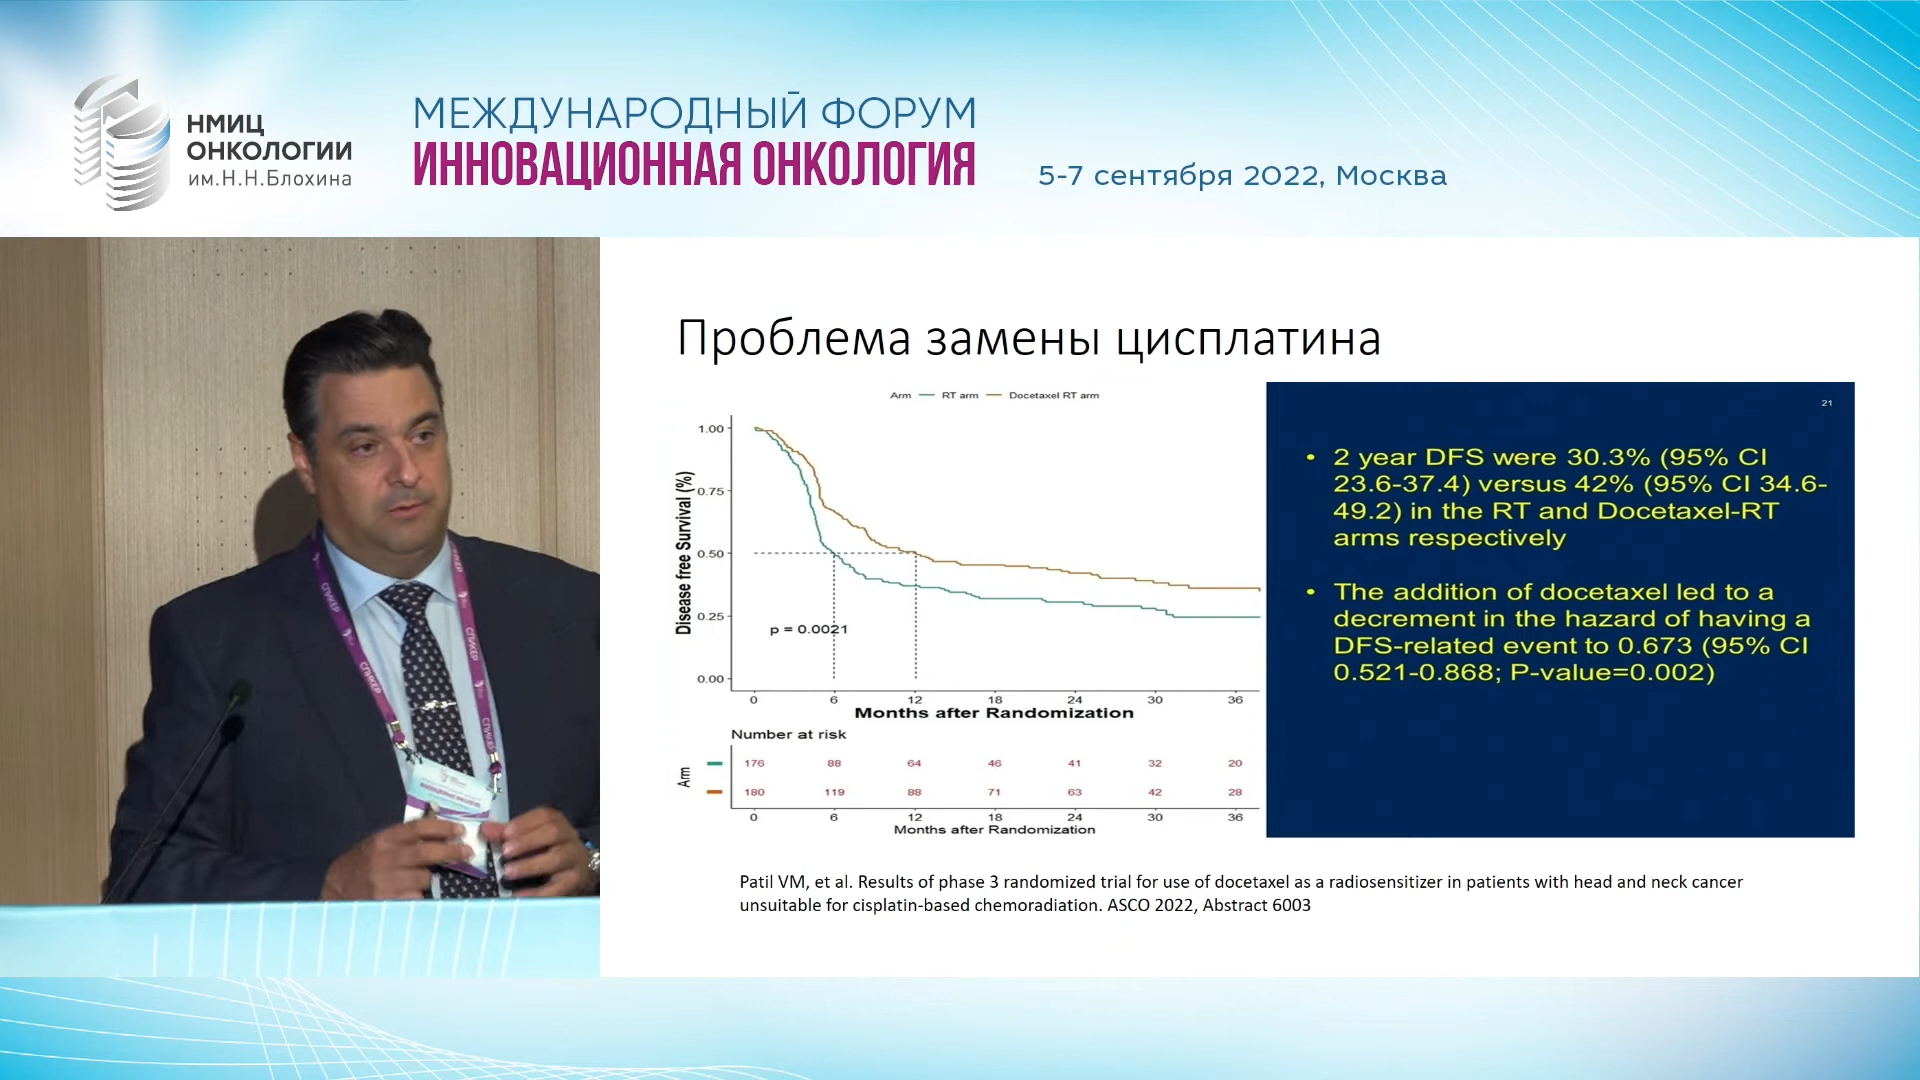 НМИЦ
ОНКОЛОГИИ
им.Н.Н.Блохина
МЕЖДУНАРОДНЫЙ ФОРУМ
ИННОВАЦИОННАЯ ОНКОЛОГИЯ
5-7 сентября 2022, Москва
СПИКЕР
СПИКЕР
СПИКЕР
СПИКЕР
СПИКЕР
Проблема замены цисплатина
Arm RT arm Docetaxel RT arm
Disease free Survival (%)
1.00
0.75
0.50
0.25
0.00
p = 0.0021
0 6 12 18 24 30 36
Months after Randomization
Number at risk
Arm
176 88 64 46 41 32 20
180 119 88 71 63 42 28
0 6 12 18 24 30 36
Months after Randomization
21
• 2 year DFS were 30.3% (95% CI
23.6-37.4) versus 42% (95% CI 34.6-
49.2) in the RT and Docetaxel-RT
arms respectively
• The addition of docetaxel led to a
decrement in the hazard of having a
DFS-related event to 0.673 (95% CI
0.521-0.868; P-value=0.002)
Patil VM, et al. Results of phase 3 randomized trial for use of docetaxel as a radiosensitizer in patients with head and neck cancer
unsuitable for cisplatin-based chemoradiation. ASCO 2022, Abstract 6003